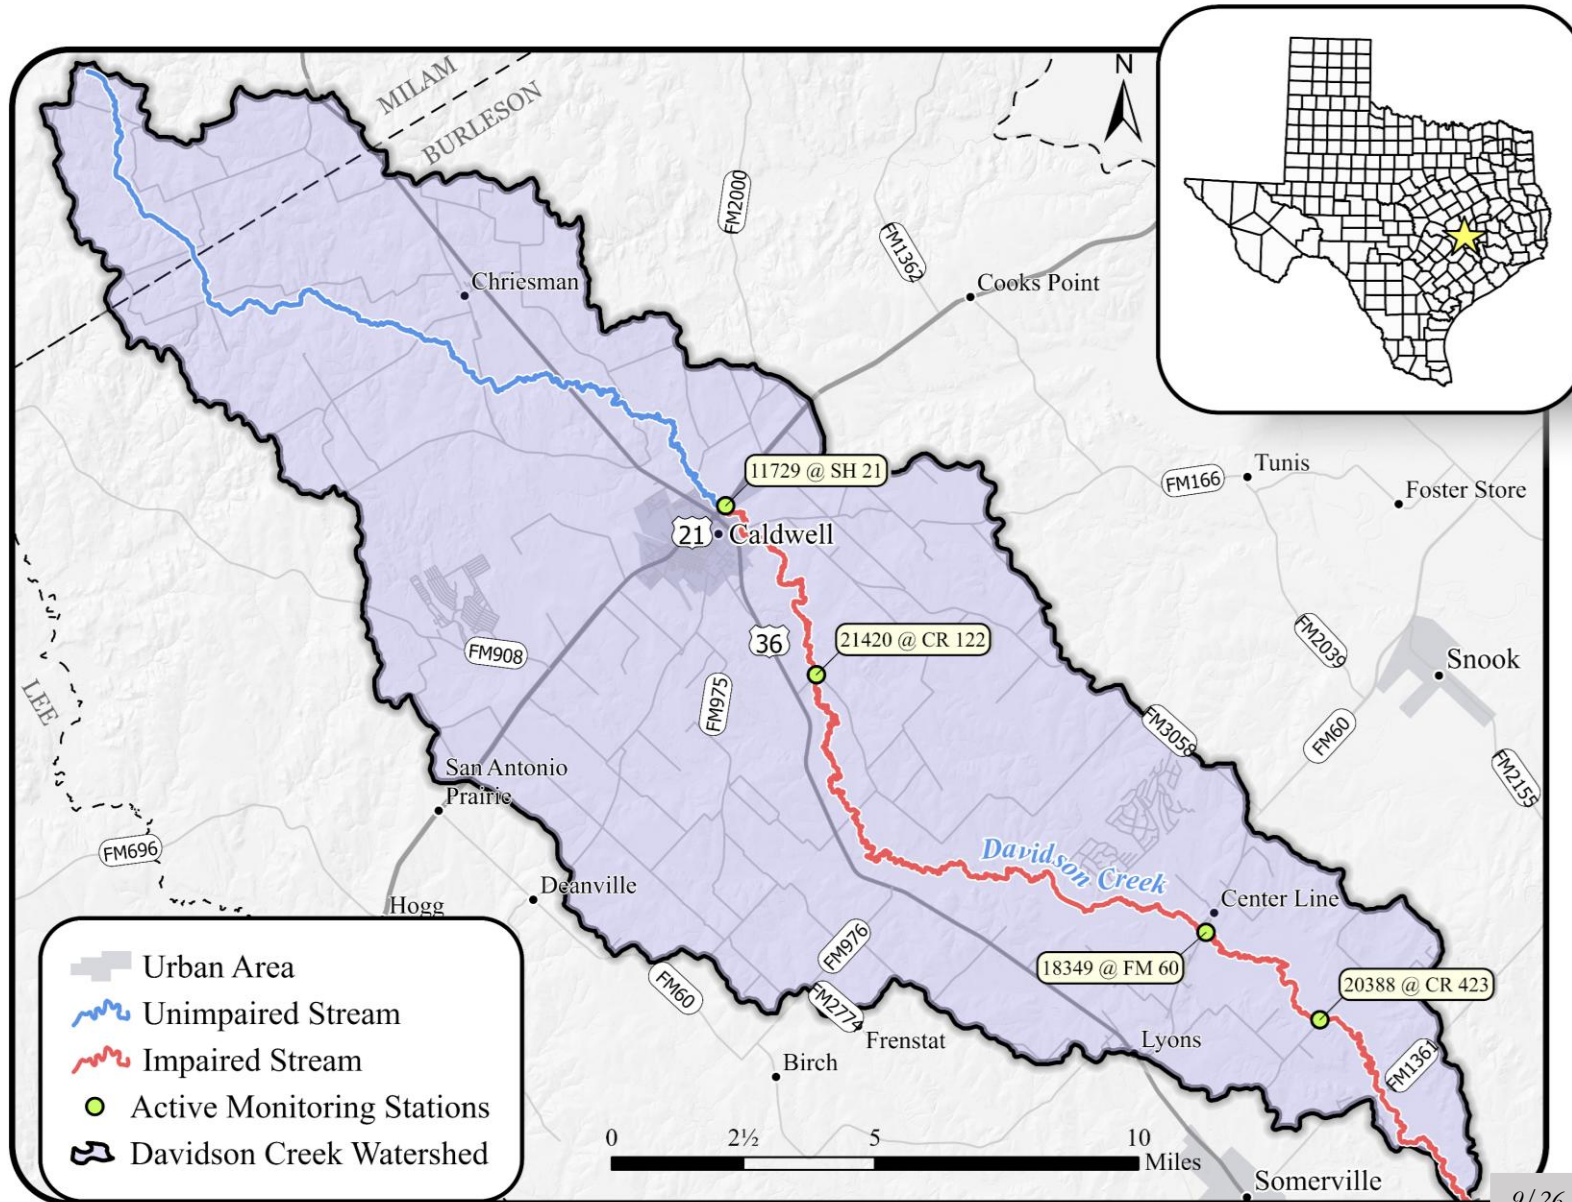 MILAM
BURLESON
N
FM2000
FM1362
Chriesman
Cooks Point
11729 @ SH 21
FM166
Tunis
Foster Store
21
Caldwell
36
21420 @ CR 122
FM908
FM975
FM2039
Snook
LEE
FM3058
FM60
FM2155
San Antonio
Prairie
FM696
Davidson Creek
Deanville
Hogg
Center Line
FM976
18349 @ FM 60
20388 @ CR 423
FM60
FM2774
Frenstat
Lyons
Birch
FM1361
Urban Area
Unimpaired Stream
Impaired Stream
Active Monitoring Stations
Davidson Creek Watershed
0 2½ 5 10
Miles
Somerville
9/26